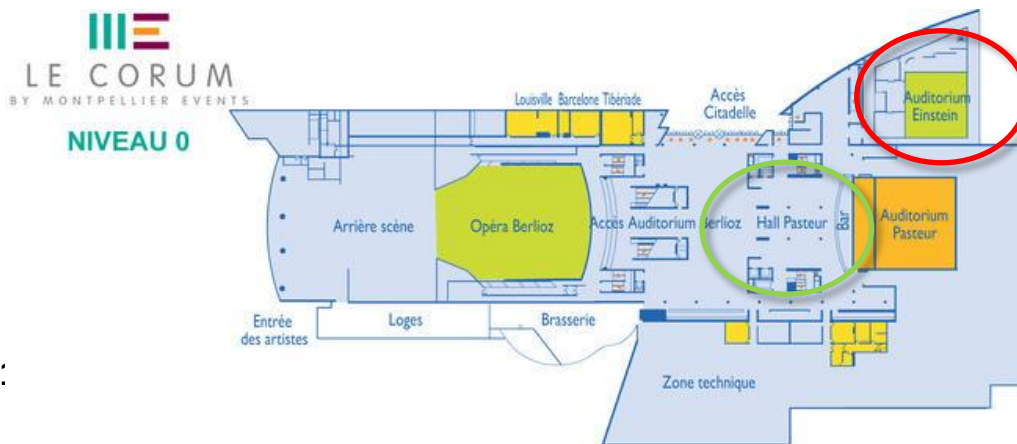 LE CORUM
BY MONTPELLIER EVENTS
NIVEAU 0
Louisville Barcelone Tibériade
Accès
Citadelle
Auditorium
Einstein
Arrière scène
Opéra Berlioz
Accès Auditorium Berlioz
Hall Pasteur
Bar
Auditorium
Pasteur
Entrée
des artistes
Loges
Brasserie
Zone technique